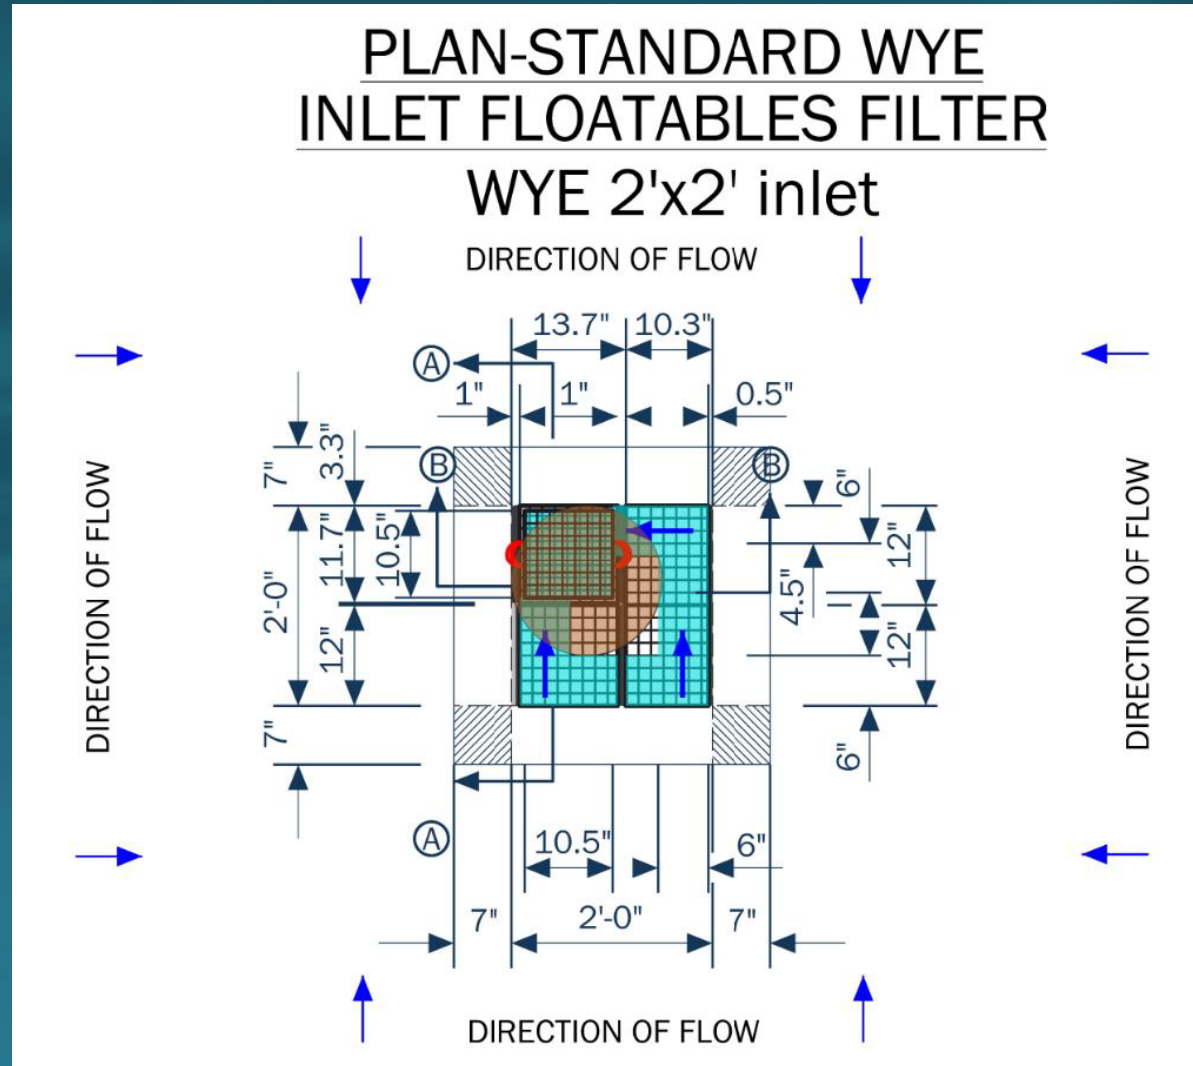 PLAN-STANDARD WYE
INLET FLOATABLES FILTER
WYE 2'x2' inlet
DIRECTION OF FLOW
13.7" 10.3"
A
1" 1" 0.5"
B B
7" 3.3" 6"
DIRECTION OF FLOW
2'-0" 11.7" 10.5"
12"
4.5" 12"
12"
DIRECTION OF FLOW
7" 6"
A
10.5" 6"
7" 2'-0" 7"
DIRECTION OF FLOW